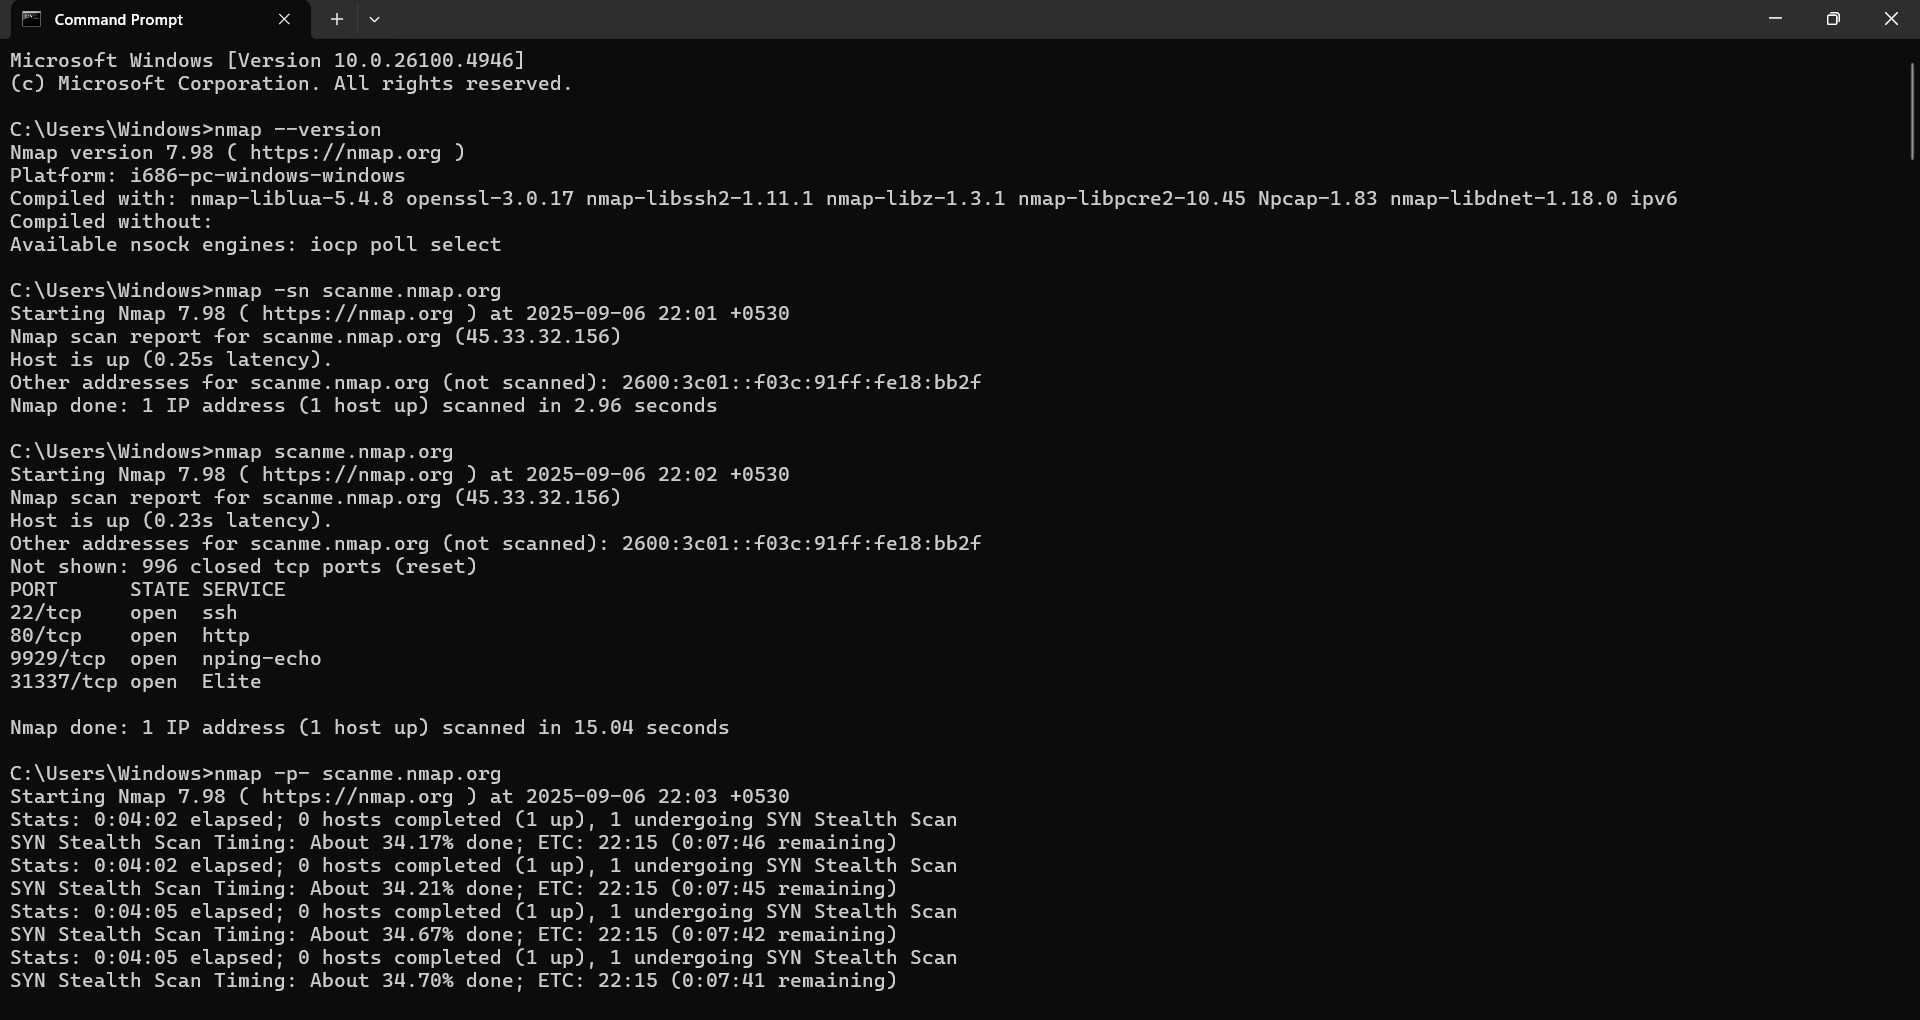 Command Prompt
Microsoft Windows [Version 10.0.26100.4946]
(c) Microsoft Corporation. All rights reserved.
C:\Users\Windows>nmap --version
Nmap version 7.98 ( https://nmap.org )
Platform: i686-pc-windows-windows
Compiled with: nmap-liblua-5.4.8 openssl-3.0.17 nmap-libssh2-1.11.1 nmap-libz-1.3.1 nmap-libpcre2-10.45 Npcap-1.83 nmap-libdnet-1.18.0 ipv6
Compiled without:
Available nsock engines: iocp poll select
C:\Users\Windows>nmap -sn scanme.nmap.org
Starting Nmap 7.98 ( https://nmap.org ) at 2025-09-06 22:01 +0530
Nmap scan report for scanme.nmap.org (45.33.32.156)
Host is up (0.25s latency).
Other addresses for scanme.nmap.org (not scanned): 2600:3c01::f03c:91ff:fe18:bb2f
Nmap done: 1 IP address (1 host up) scanned in 2.96 seconds
C:\Users\Windows>nmap scanme.nmap.org
Starting Nmap 7.98 ( https://nmap.org ) at 2025-09-06 22:02 +0530
Nmap scan report for scanme.nmap.org (45.33.32.156)
Host is up (0.23s latency).
Other addresses for scanme.nmap.org (not scanned): 2600:3c01::f03c:91ff:fe18:bb2f
Not shown: 996 closed tcp ports (reset)
PORT      STATE SERVICE
22/tcp    open  ssh
80/tcp    open  http
9929/tcp  open  nping-echo
31337/tcp open  Elite
Nmap done: 1 IP address (1 host up) scanned in 15.04 seconds
C:\Users\Windows>nmap -p- scanme.nmap.org
Starting Nmap 7.98 ( https://nmap.org ) at 2025-09-06 22:03 +0530
Stats: 0:04:02 elapsed; 0 hosts completed (1 up), 1 undergoing SYN Stealth Scan
SYN Stealth Scan Timing: About 34.17% done; ETC: 22:15 (0:07:46 remaining)
Stats: 0:04:02 elapsed; 0 hosts completed (1 up), 1 undergoing SYN Stealth Scan
SYN Stealth Scan Timing: About 34.21% done; ETC: 22:15 (0:07:45 remaining)
Stats: 0:04:05 elapsed; 0 hosts completed (1 up), 1 undergoing SYN Stealth Scan
SYN Stealth Scan Timing: About 34.67% done; ETC: 22:15 (0:07:42 remaining)
Stats: 0:04:05 elapsed; 0 hosts completed (1 up), 1 undergoing SYN Stealth Scan
SYN Stealth Scan Timing: About 34.70% done; ETC: 22:15 (0:07:41 remaining)